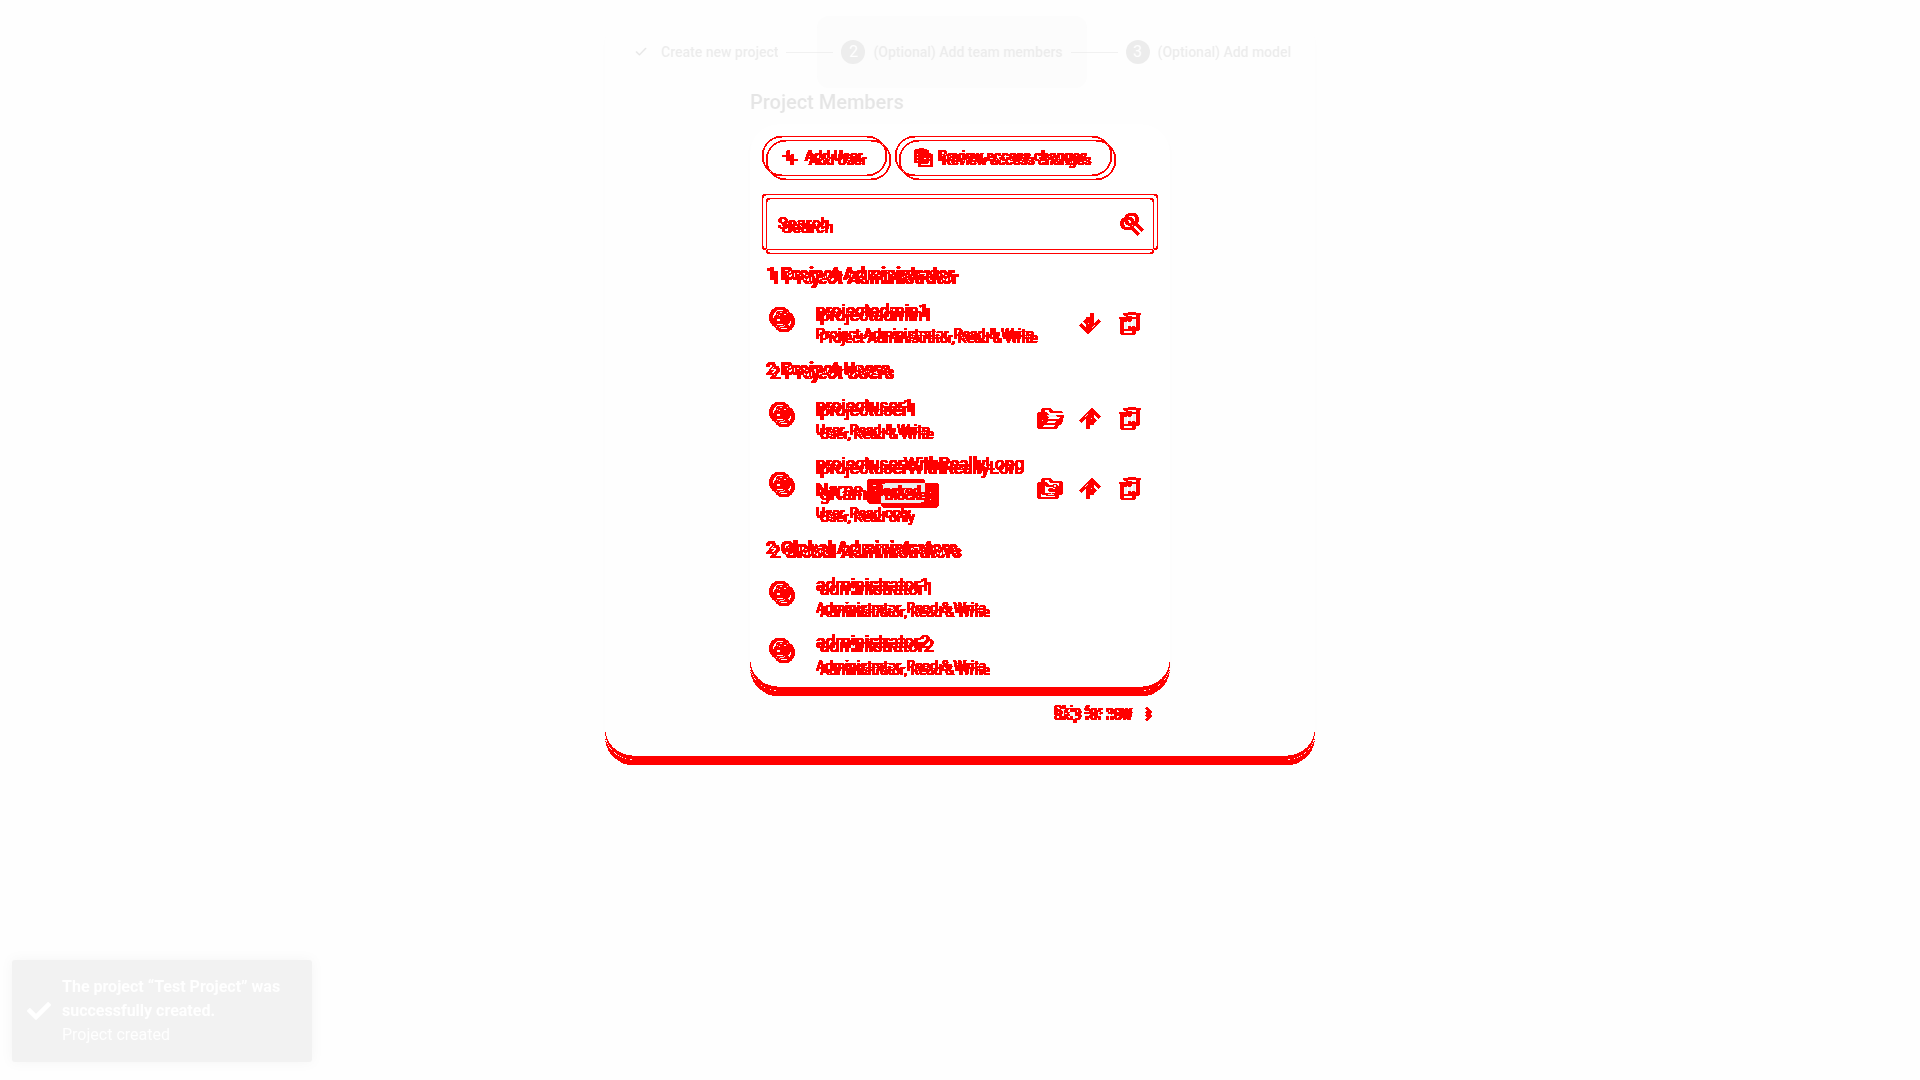 Create new project
2 (Optional) Add team members
3 (Optional) Add model
Project Members
Add User
Review access changes
Search
1 Project Administrator
projectadmin1
Project Administrator, Read & Write
2 Project Users
projectuser1
User, Read & Write
projectuserWithReallyLong
Name
User, Read only
2 Global Administrators
administrator1
Administrator, Read & Write
administrator2
Administrator, Read & Write
Skip for now
The project “Test Project” was
successfully created.
Project created